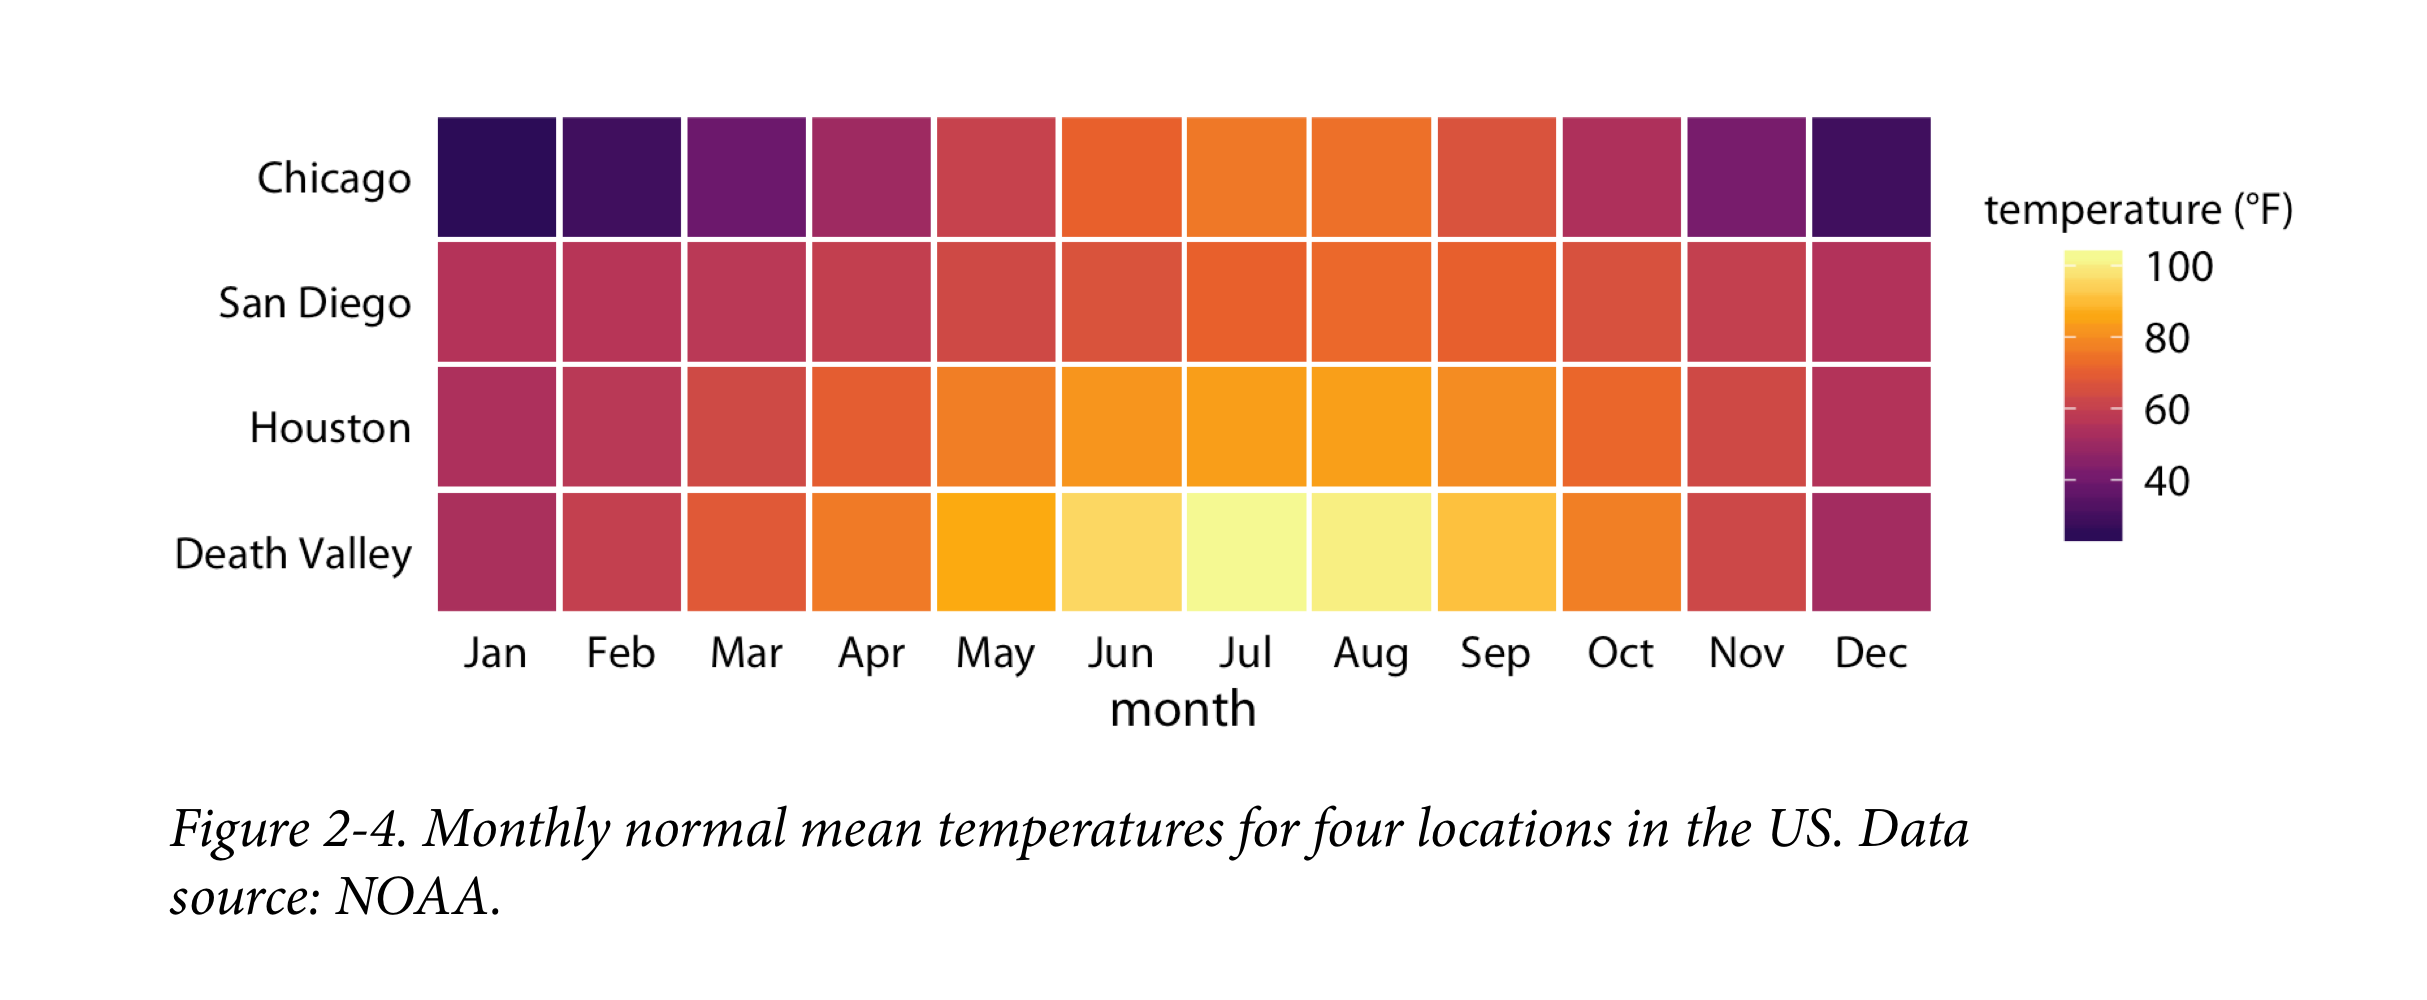 Chicago
San Diego
Houston
Death Valley
Jan Feb Mar Apr May Jun Jul Aug Sep Oct Nov Dec
month
temperature (°F)
100
80
60
40
Figure 2-4. Monthly normal mean temperatures for four locations in the US. Data
source: NOAA.